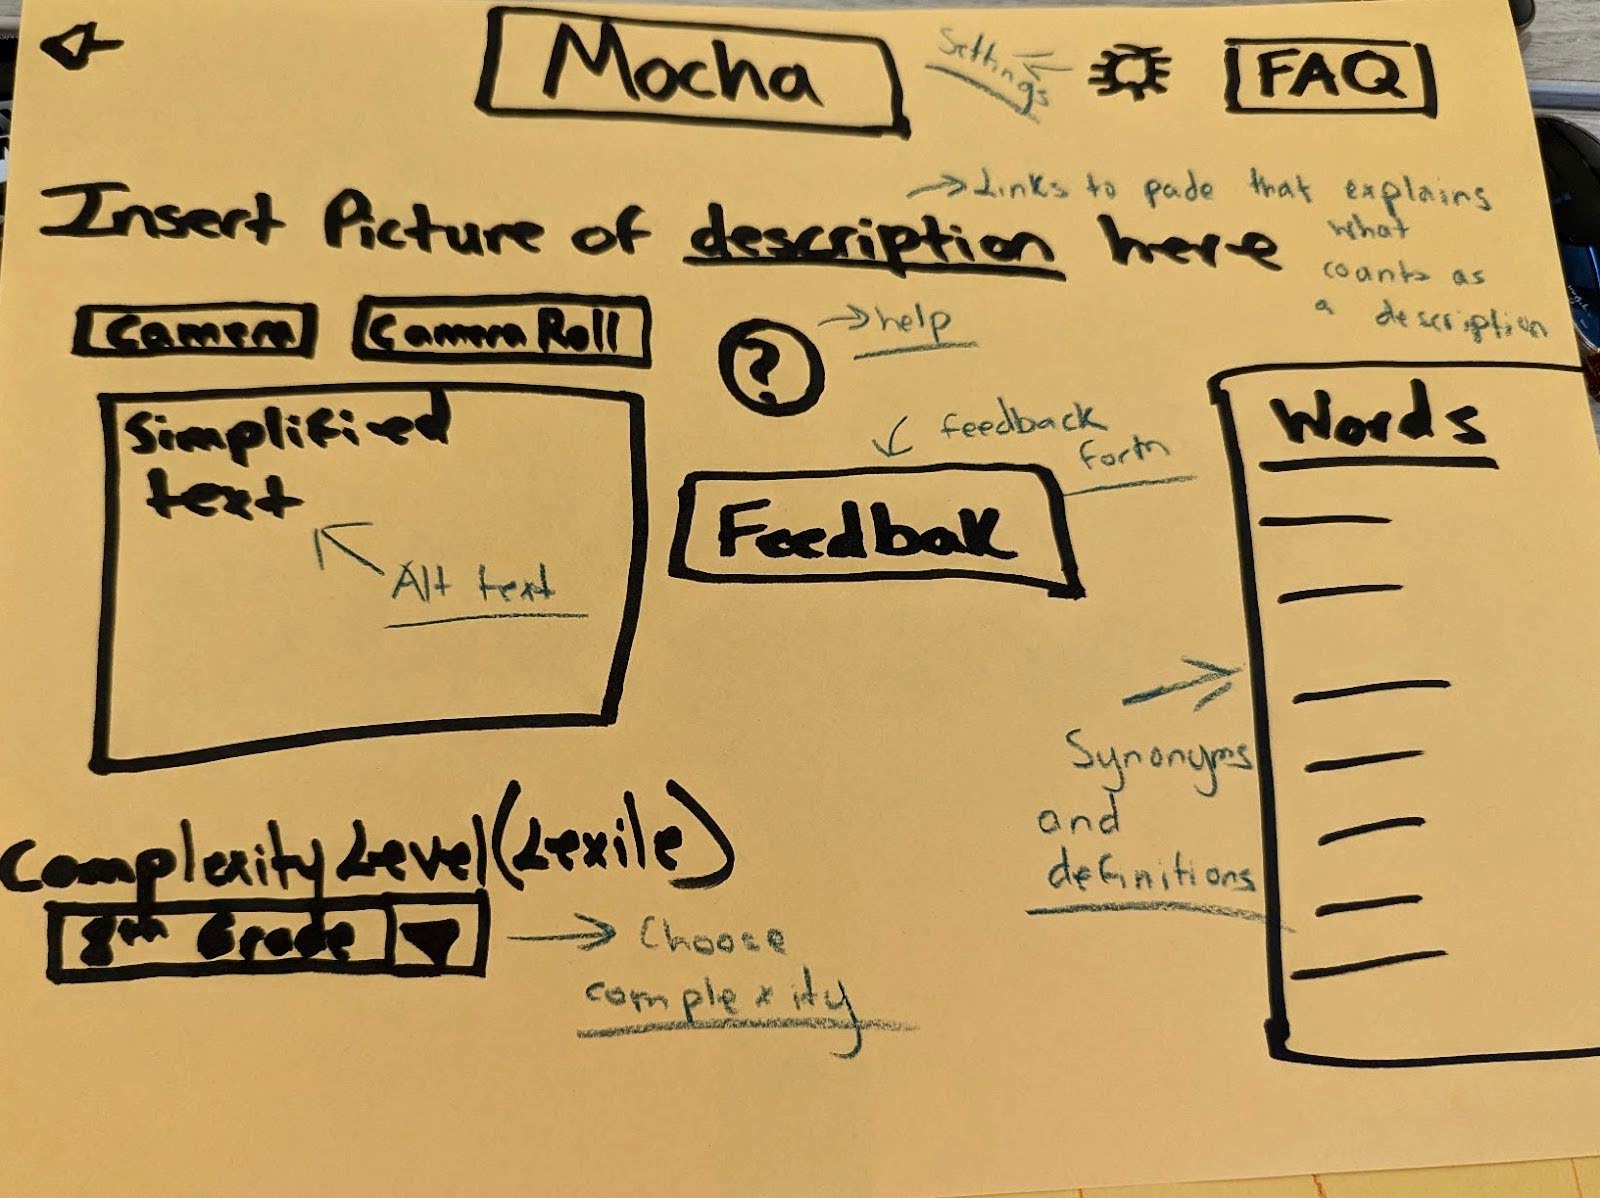 Mocha
Settings
FAQ
Links to pade that explains
what
counts as
a description
Insert Picture of description here
Camera
Camera Roll
?
help
Simplified
text
Alt text
feedback
form
Feedbak
Words
Synonyms
and
definitions
Complexity Level (Lexile)
8th Grade
Choose
complexity